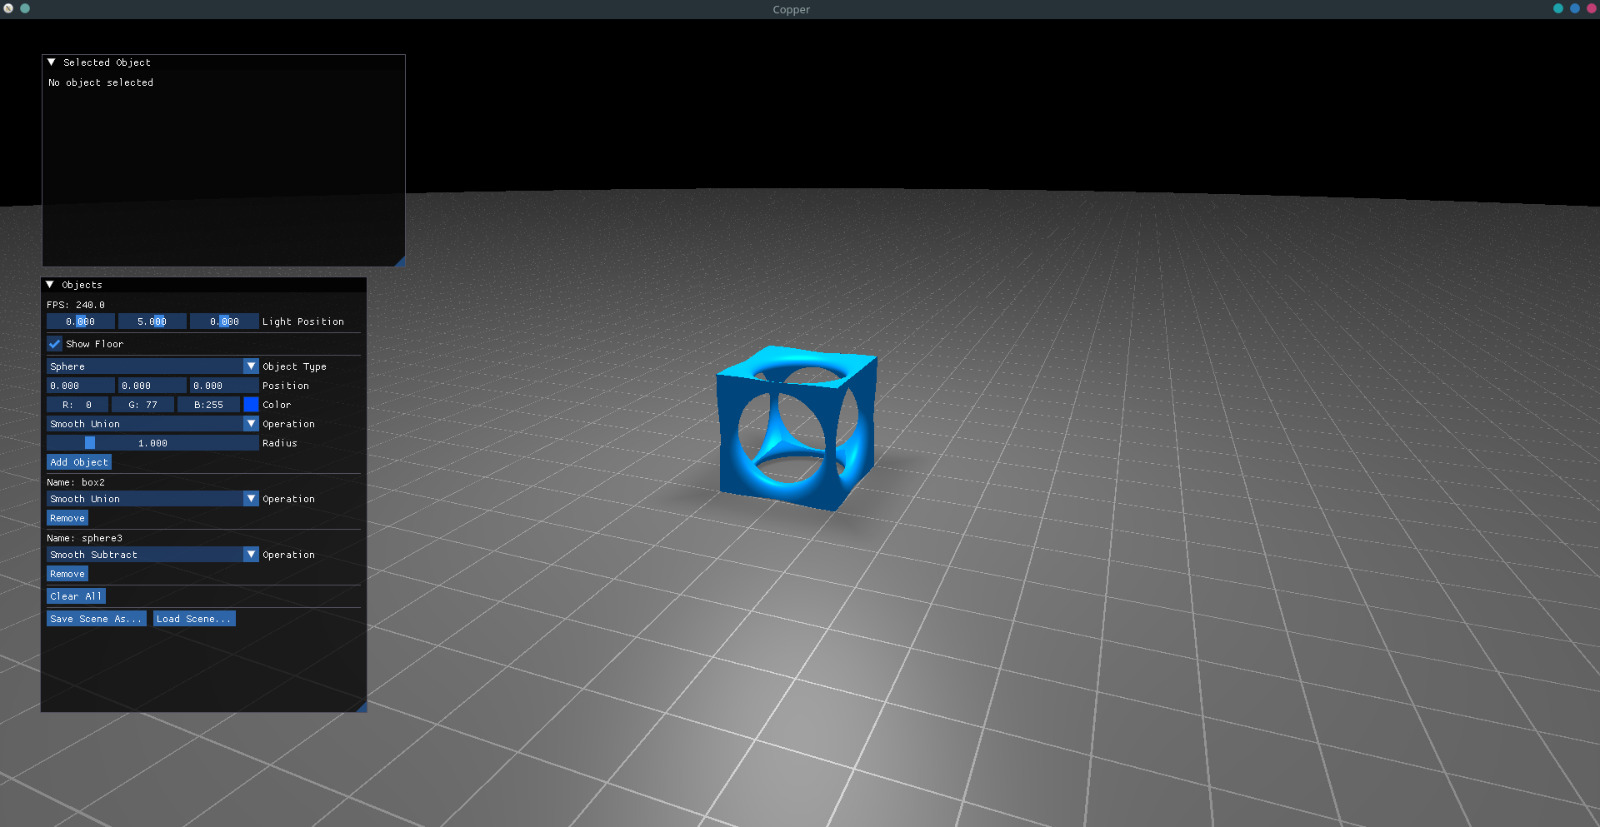 Copper
Selected Object
No object selected
Objects
FPS: 240.0
0.000 5.000 0.000 Light Position
Show Floor
Sphere Object Type
0.000 0.000 0.000 Position
R: 0 G: 77 B:255 Color
Smooth Union Operation
1.000 Radius
Add Object
Name: box2
Smooth Union Operation
Remove
Name: sphere3
Smooth Subtract Operation
Remove
Clear All
Save Scene As... Load Scene...